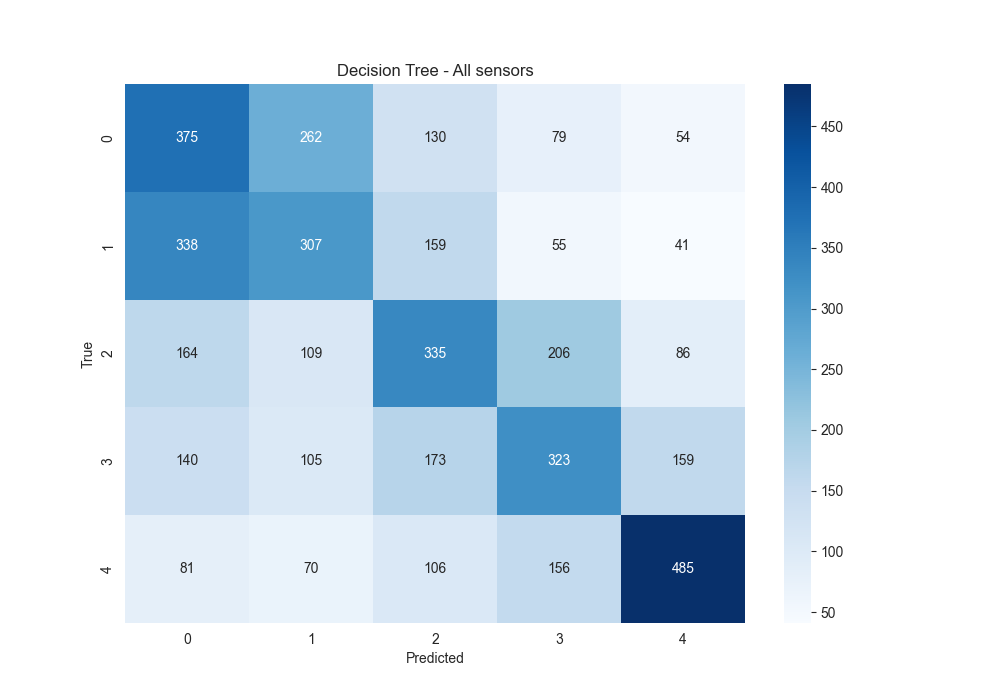 Decision Tree - All sensors
0 375 262 130 79 54
1 338 307 159 55 41
2 164 109 335 206 86
3 140 105 173 323 159
4 81 70 106 156 485
0 1 2 3 4
Predicted
True
450
400
350
300
250
200
150
100
50